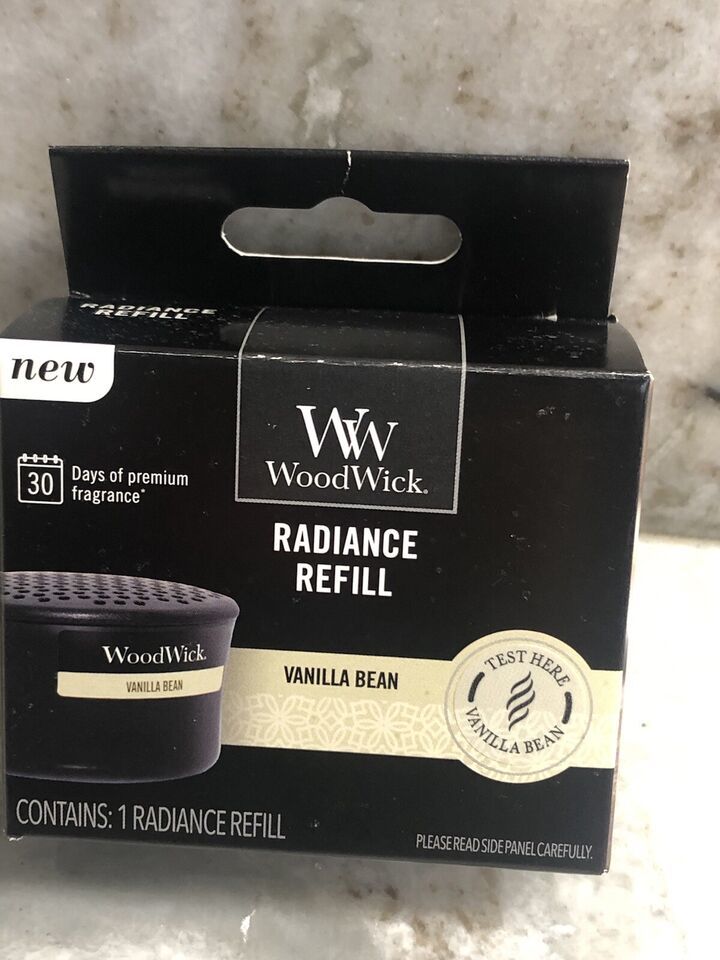 RADIANCE
REFILL
new
30
Days of premium
fragrance*
WW
WoodWick®
RADIANCE
REFILL
WoodWick.
VANILLA BEAN
VANILLA BEAN
TEST HERE
VANILLA BEAN
CONTAINS: 1 RADIANCE REFILL
PLEASE READ SIDE PANEL CAREFULLY.